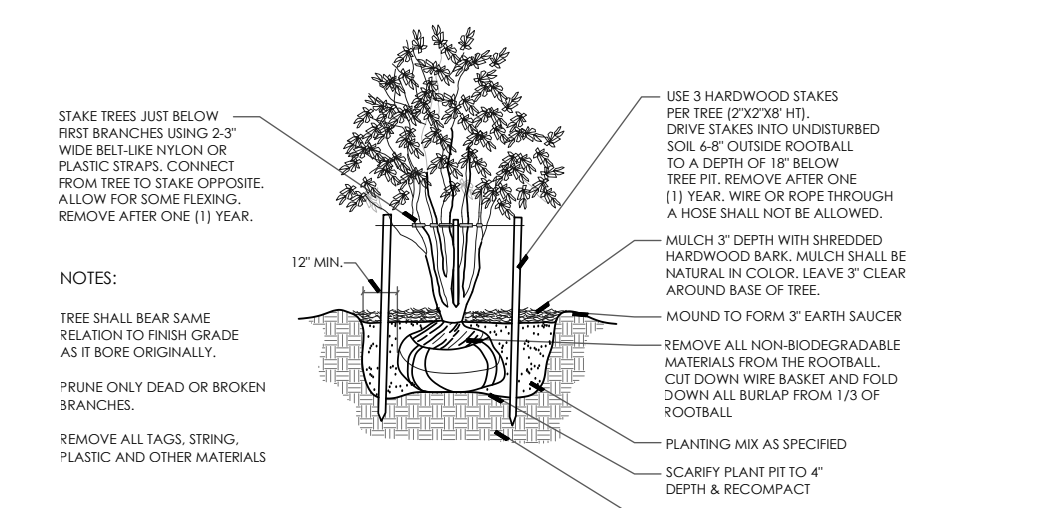 STAKE TREES JUST BELOW
FIRST BRANCHES USING 2-3"
WIDE BELT-LIKE NYLON OR
PLASTIC STRAPS. CONNECT
FROM TREE TO STAKE OPPOSITE.
ALLOW FOR SOME FLEXING.
REMOVE AFTER ONE (1) YEAR.
12" MIN.
NOTES:
TREE SHALL BEAR SAME
RELATION TO FINISH GRADE
AS IT BORE ORIGINALLY.
PRUNE ONLY DEAD OR BROKEN
BRANCHES.
REMOVE ALL TAGS, STRING,
PLASTIC AND OTHER MATERIALS
USE 3 HARDWOOD STAKES
PER TREE (2"X2"X8' HT).
DRIVE STAKES INTO UNDISTURBED
SOIL 6-8" OUTSIDE ROOTBALL
TO A DEPTH OF 18" BELOW
TREE PIT. REMOVE AFTER ONE
(1) YEAR. WIRE OR ROPE THROUGH
A HOSE SHALL NOT BE ALLOWED.
MULCH 3" DEPTH WITH SHREDDED
HARDWOOD BARK. MULCH SHALL BE
NATURAL IN COLOR. LEAVE 3" CLEAR
AROUND BASE OF TREE.
MOUND TO FORM 3" EARTH SAUCER
REMOVE ALL NON-BIODEGRADABLE
MATERIALS FROM THE ROOTBALL.
CUT DOWN WIRE BASKET AND FOLD
DOWN ALL BURLAP FROM 1/3 OF
ROOTBALL
PLANTING MIX AS SPECIFIED
SCARIFY PLANT PIT TO 4"
DEPTH & RECOMPACT